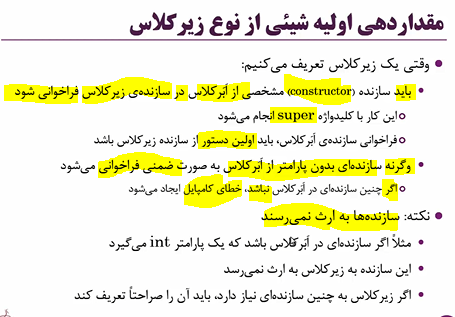 مقداردهی اولیه شیئی از نوع زیرکلاس
وقتی یک زیرکلاس تعریف می‌کنیم:
باید سازنده (constructor) مشخصی از اَبَرکلاس در سازنده‌ی زیرکلاس فراخوانی شود
این کار با کلیدواژه super انجام می‌شود
فراخوانی سازنده‌ی اَبَرکلاس، باید اولین دستور از سازنده زیرکلاس باشد
وگرنه سازنده‌ای بدون پارامتر از اَبَرکلاس به صورت ضمنی فراخوانی می‌شود
اگر چنین سازنده‌ای در اَبَرکلاس نباشد، خطای کامپایل ایجاد می‌شود
نکته: سازنده‌ها به ارث نمی‌رسند
مثلاً اگر سازنده‌ای در اَبَرکلاس باشد که یک پارامتر int می‌گیرد
این سازنده به زیرکلاس به ارث نمی‌رسد
اگر زیرکلاس به چنین سازنده‌ای نیاز دارد، باید آن را صراحتاً تعریف کند